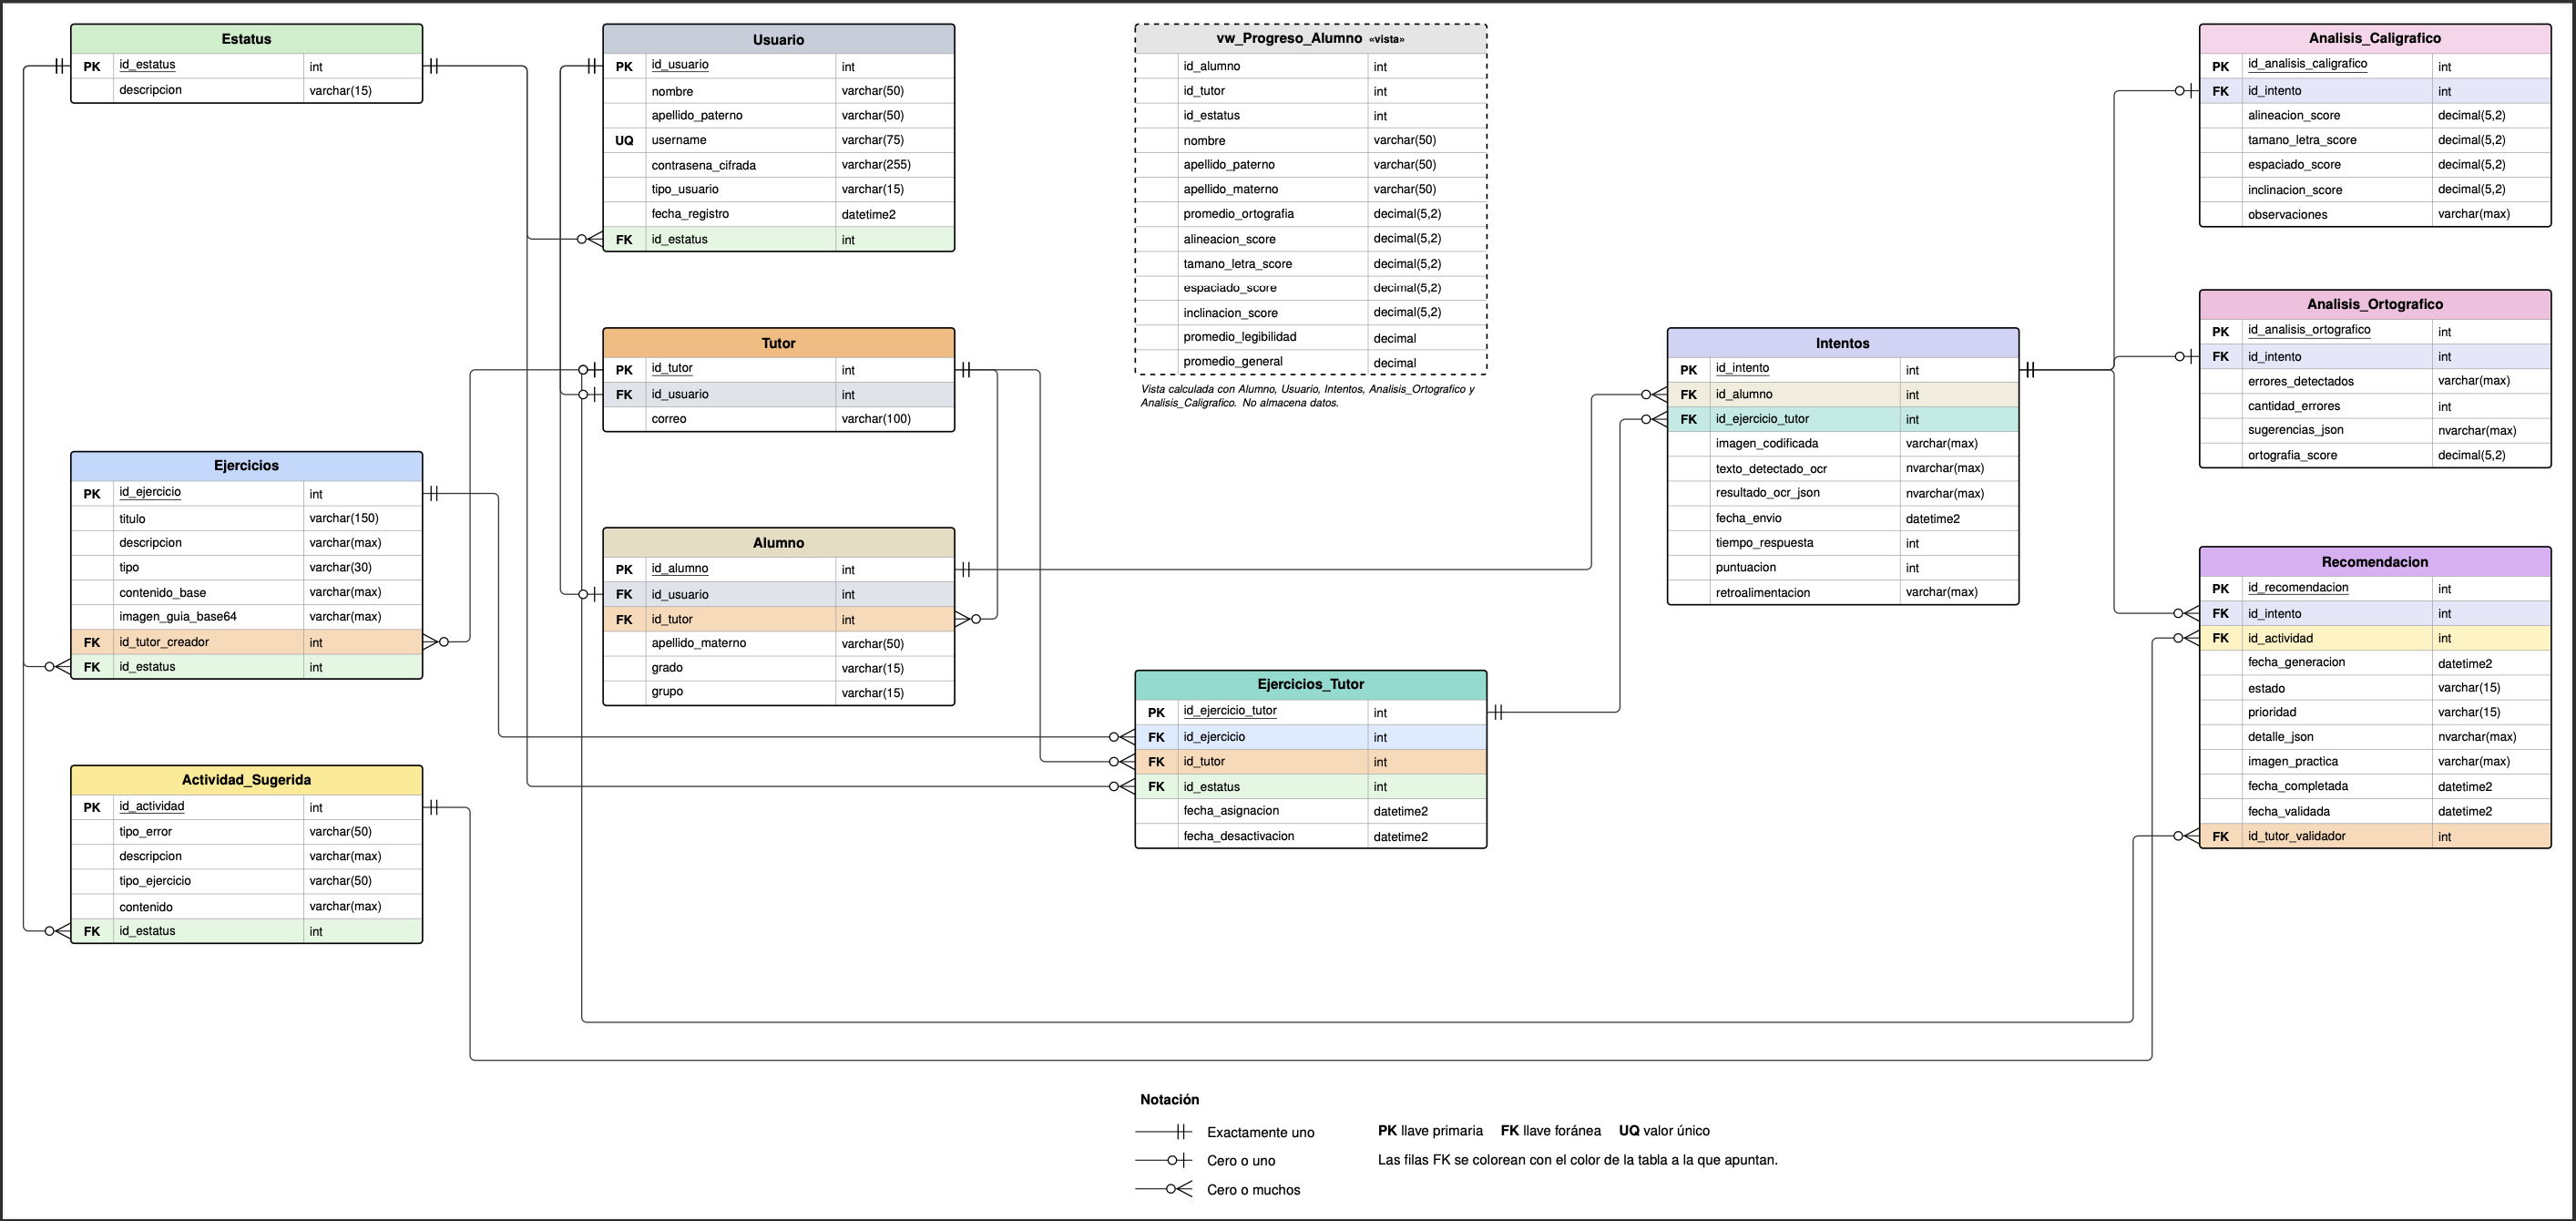 Estatus
PK id_estatus int
descripcion varchar(15)
Usuario
PK id_usuario int
nombre varchar(50)
apellido_paterno varchar(50)
UQ username varchar(75)
contrasena_cifrada varchar(255)
tipo_usuario varchar(15)
fecha_registro datetime2
FK id_estatus int
vw_Progreso_Alumno «vista»
id_alumno int
id_tutor int
id_estatus int
nombre varchar(50)
apellido_paterno varchar(50)
apellido_materno varchar(50)
promedio_ortografia decimal(5,2)
alineacion_score decimal(5,2)
tamano_letra_score decimal(5,2)
espaciado_score decimal(5,2)
inclinacion_score decimal(5,2)
promedio_legibilidad decimal
promedio_general decimal
Vista calculada con Alumno, Usuario, Intentos, Analisis_Ortografico y
Analisis_Caligrafico. No almacena datos.
Analisis_Caligrafico
PK id_analisis_caligrafico int
FK id_intento int
alineacion_score decimal(5,2)
tamano_letra_score decimal(5,2)
espaciado_score decimal(5,2)
inclinacion_score decimal(5,2)
observaciones varchar(max)
Tutor
PK id_tutor int
FK id_usuario int
correo varchar(100)
Intentos
PK id_intento int
FK id_alumno int
FK id_ejercicio_tutor int
imagen_codificada varchar(max)
texto_detectado_ocr nvarchar(max)
resultado_ocr_json nvarchar(max)
fecha_envio datetime2
tiempo_respuesta int
puntuacion int
retroalimentacion varchar(max)
Analisis_Ortografico
PK id_analisis_ortografico int
FK id_intento int
errores_detectados varchar(max)
cantidad_errores int
sugerencias_json nvarchar(max)
ortografia_score decimal(5,2)
Ejercicios
PK id_ejercicio int
titulo varchar(150)
descripcion varchar(max)
tipo varchar(30)
contenido_base varchar(max)
imagen_guia_base64 varchar(max)
FK id_tutor_creador int
FK id_estatus int
Alumno
PK id_alumno int
FK id_usuario int
FK id_tutor int
apellido_materno varchar(50)
grado varchar(15)
grupo varchar(15)
Recomendacion
PK id_recomendacion int
FK id_intento int
FK id_actividad int
fecha_generacion datetime2
estado varchar(15)
prioridad varchar(15)
detalle_json nvarchar(max)
imagen_practica varchar(max)
fecha_completada datetime2
fecha_validada datetime2
FK id_tutor_validador int
Ejercicios_Tutor
PK id_ejercicio_tutor int
FK id_ejercicio int
FK id_tutor int
FK id_estatus int
fecha_asignacion datetime2
fecha_desactivacion datetime2
Actividad_Sugerida
PK id_actividad int
tipo_error varchar(50)
descripcion varchar(max)
tipo_ejercicio varchar(50)
contenido varchar(max)
FK id_estatus int
Notación
Exactamente uno
Cero o uno
Cero o muchos
PK llave primaria FK llave foránea UQ valor único
Las filas FK se colorean con el color de la tabla a la que apuntan.